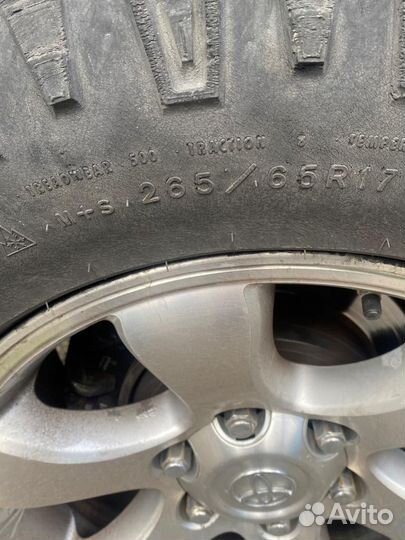 TREADWEAR 500 TRACTION
M+S 265/65R17
Avito